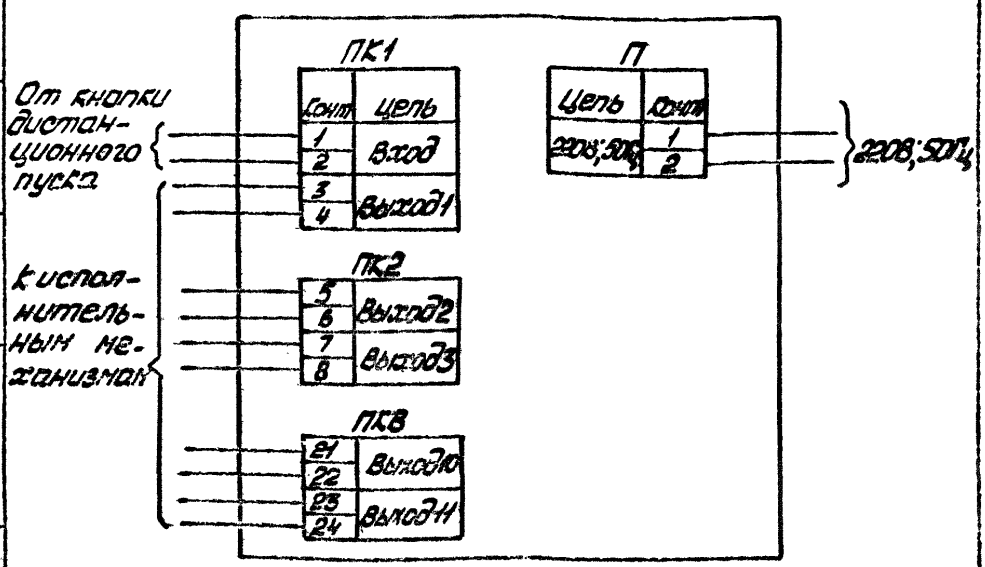 ПК1
Конт Цепь
1 Вход
2
3 Выход1
4
От кнопки
дистан-
ционного
пуска
П
Цепь Конт
220В; 50Гц 1
2
220В; 50Гц
ПК2
5 Выход2
6
7 Выход3
8
К испол-
нитель-
ным ме-
ханизмам
ПК8
21 Выход10
22
23 Выход11
24